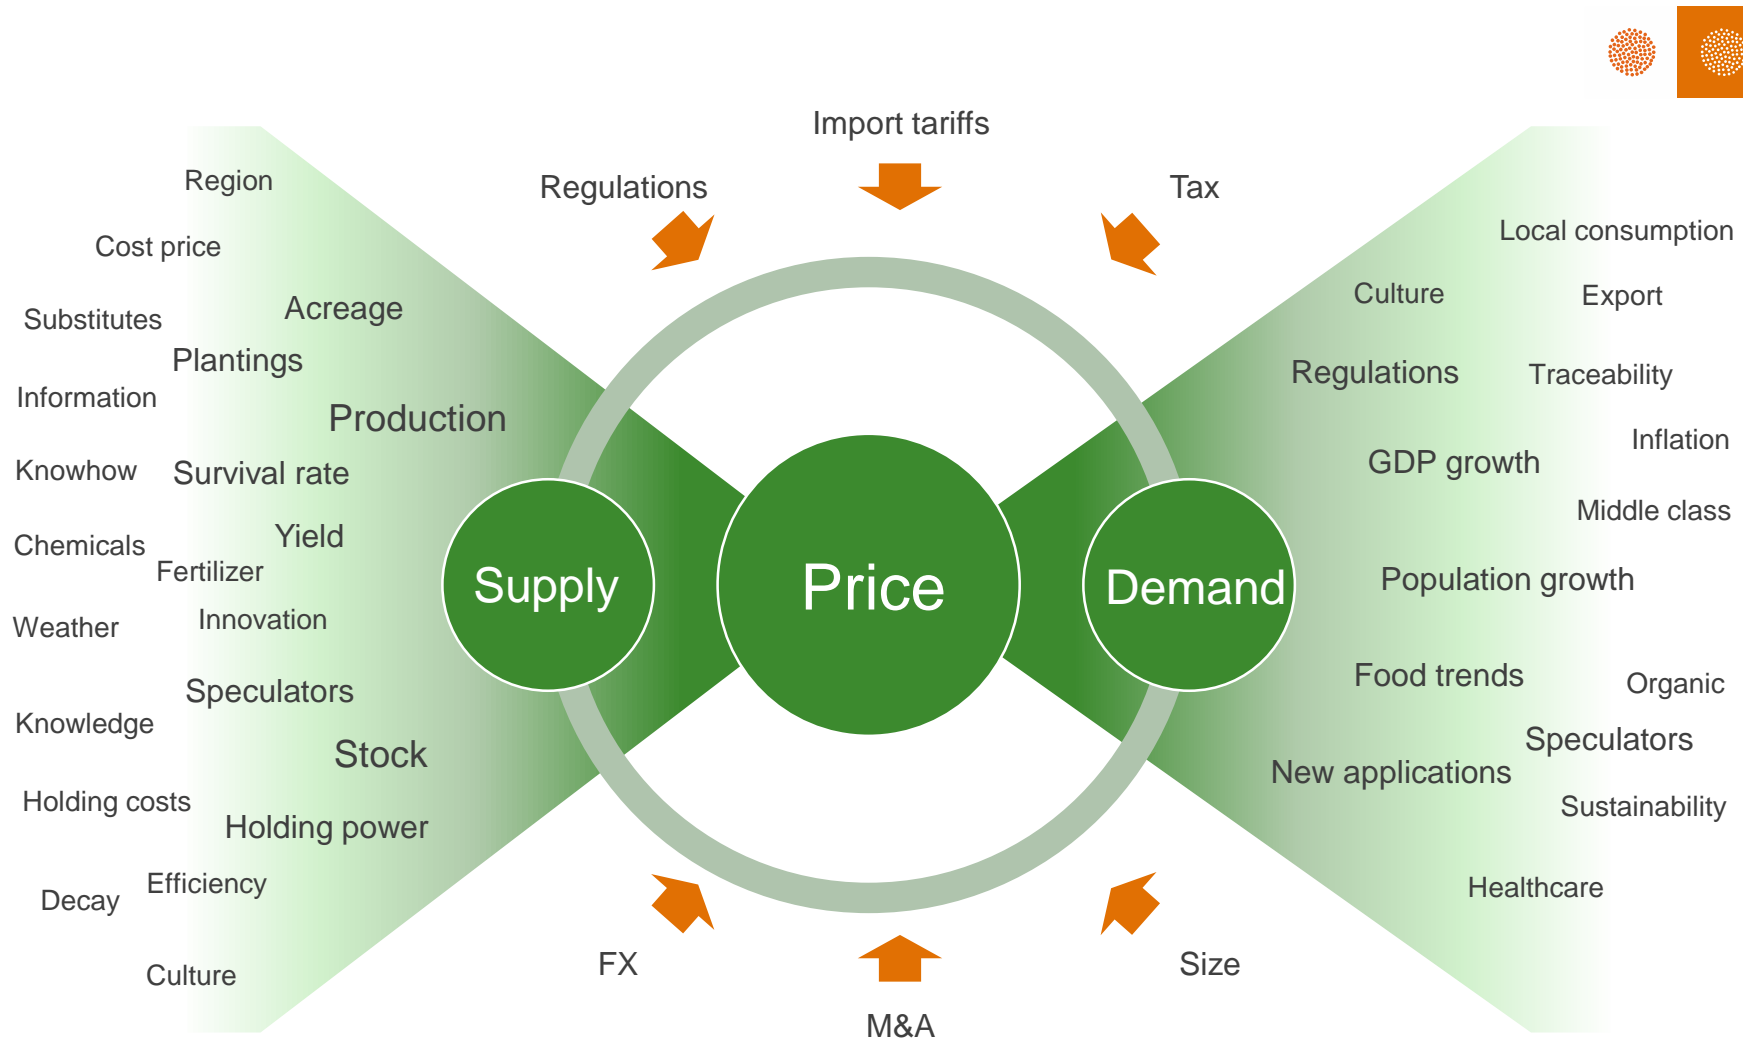 Import tariffs
Regulations
Tax
Region
Cost price
Acreage
Substitutes
Plantings
Information
Production
Knowhow
Survival rate
Yield
Chemicals
Fertilizer
Innovation
Weather
Speculators
Knowledge
Stock
Holding costs
Holding power
Efficiency
Decay
Culture
Supply
Price
Demand
Local consumption
Culture
Export
Regulations
Traceability
Inflation
GDP growth
Middle class
Population growth
Food trends
Organic
Speculators
New applications
Sustainability
Healthcare
FX
M&A
Size